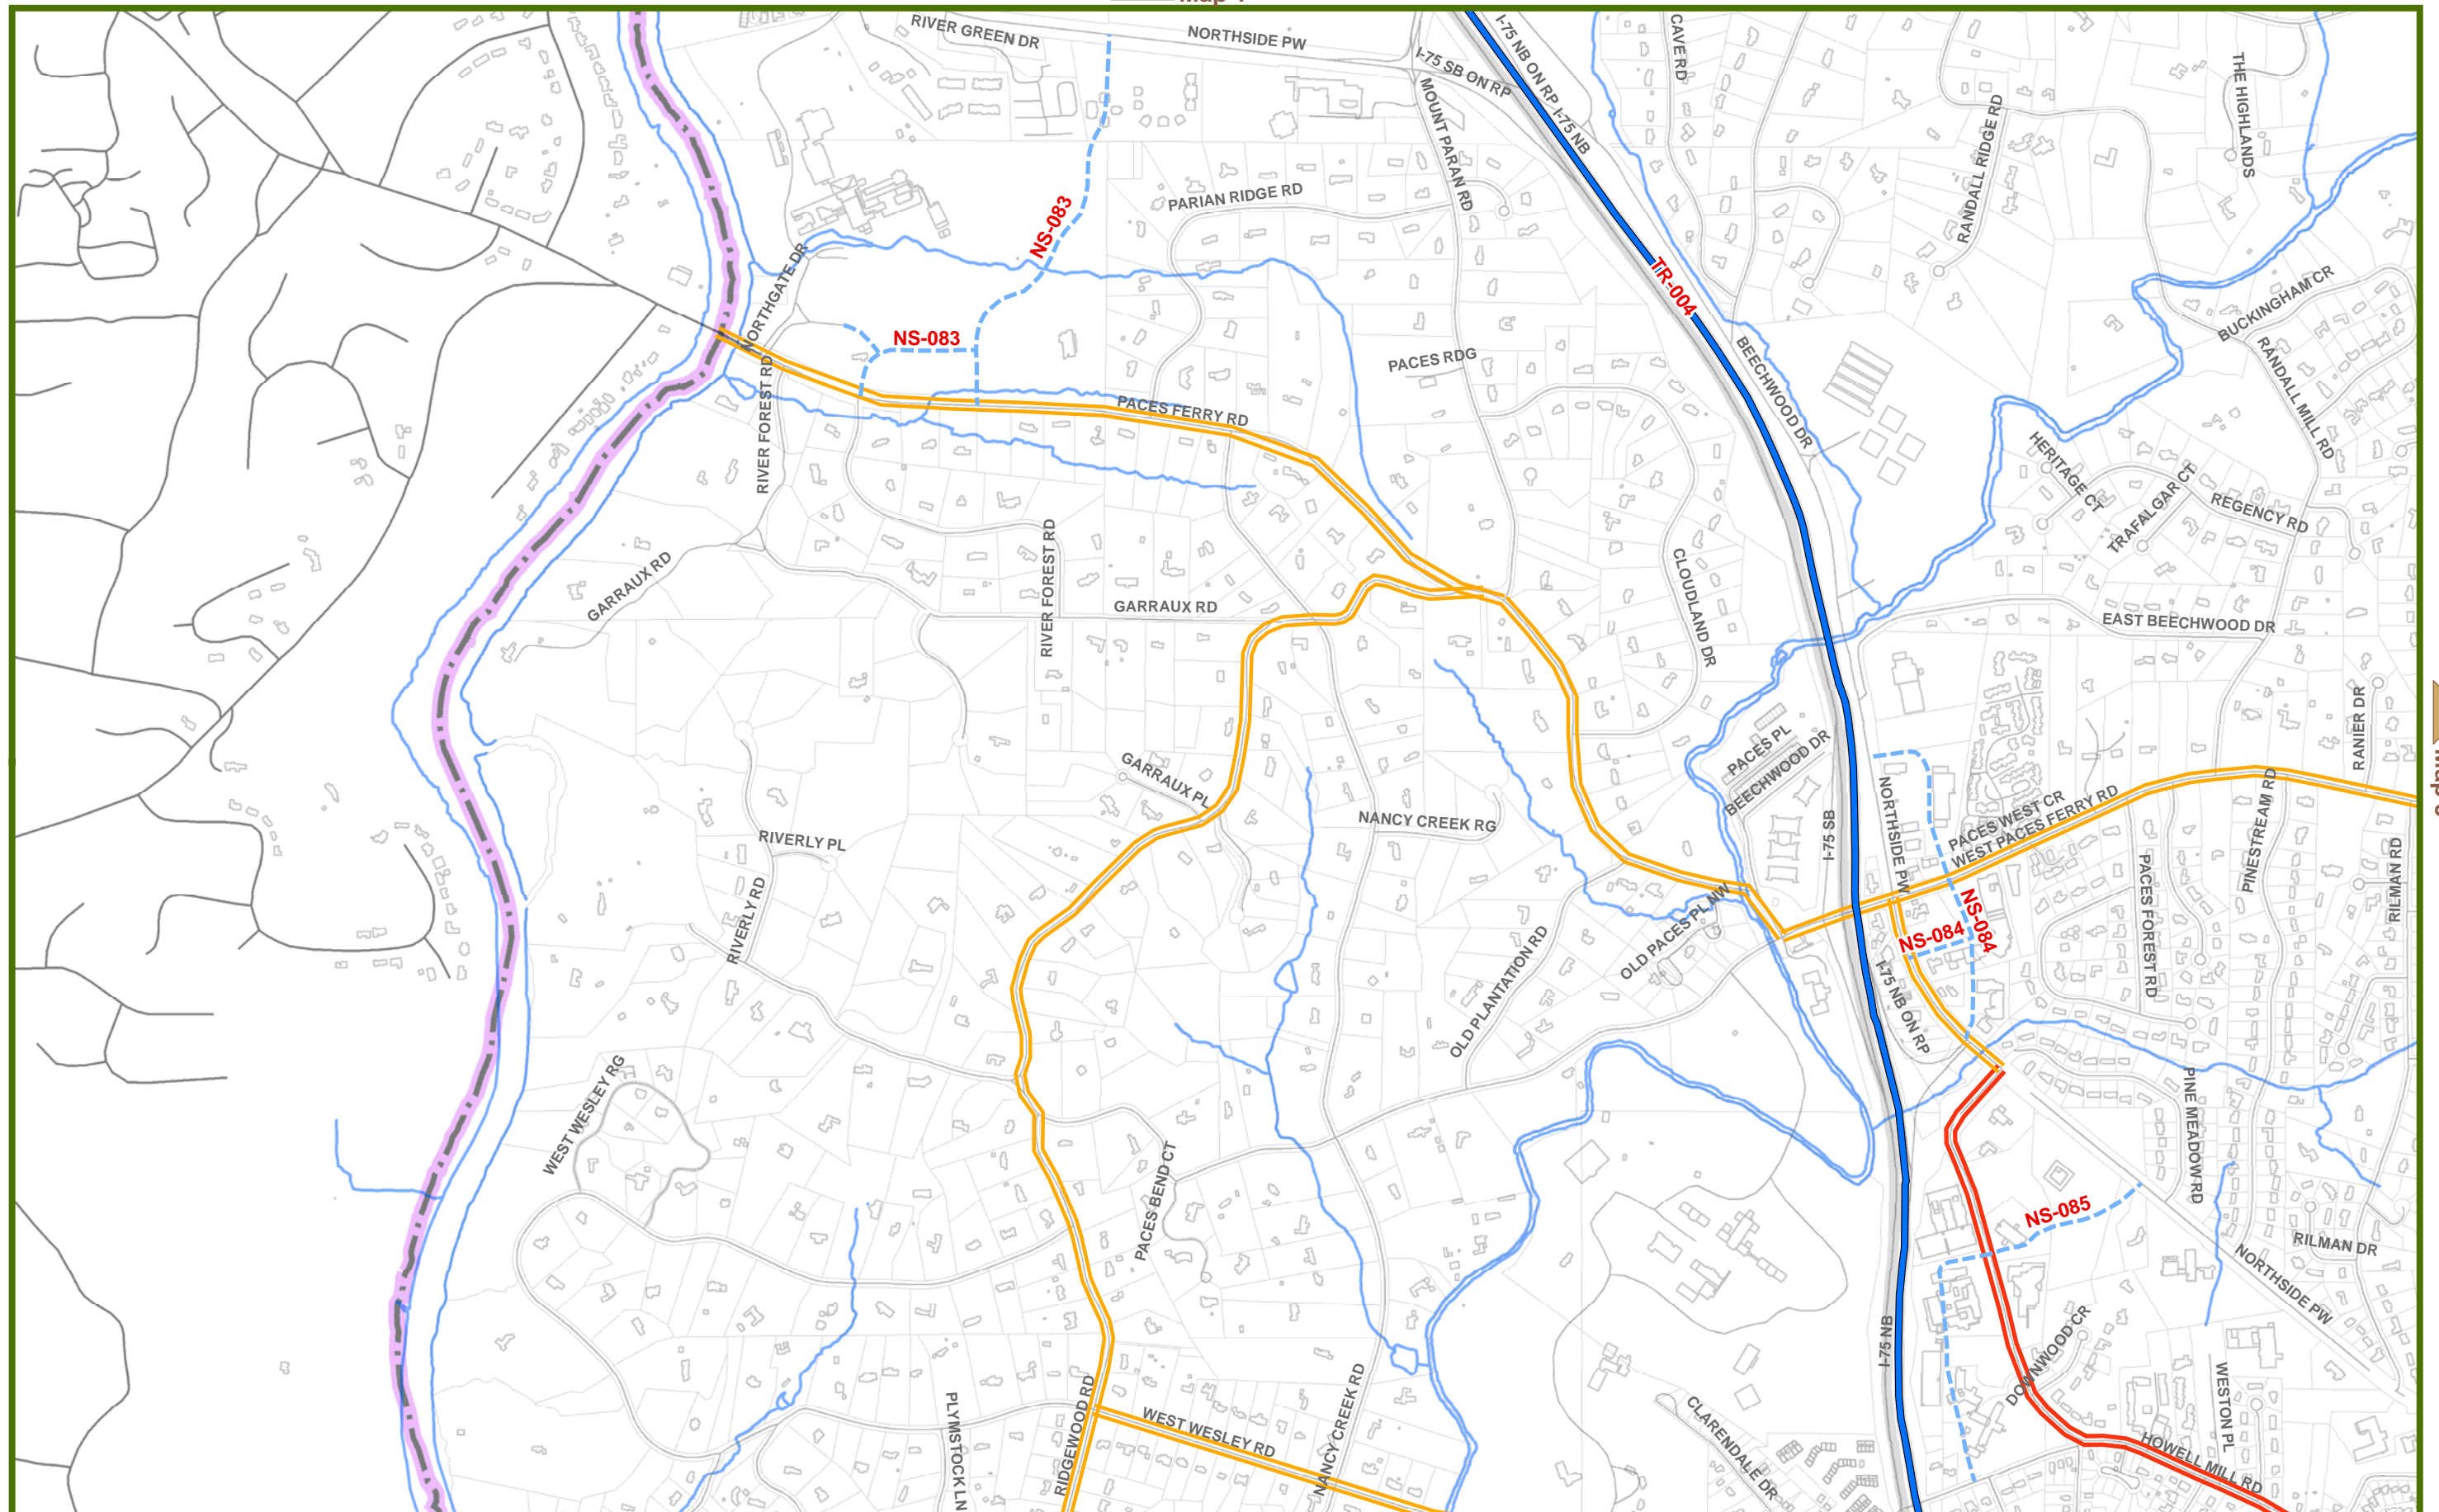 RIVER GREEN DR
NORTHSIDE PW
I-75 SB ON RP
I-75 NB ON RP
I-75 NB
CAVE RD
THE HIGHLANDS
MOUNT PARAN RD
RANDALL RIDGE RD
PARIAN RIDGE RD
NS-083
NORTHGATE DR
TR-004
BUCKINGHAM CR
NS-083
PACES RDG
BEECHWOOD DR
RANDALL MILL RD
RIVER FOREST RD
PACES FERRY RD
HERITAGE CT
TRAFALGAR CT
REGENCY RD
GARRAUX RD
RIVER FOREST RD
GARRAUX RD
CLOUDLAND DR
EAST BEECHWOOD DR
RANIER DR
PACES PL
BEECHWOOD DR
GARRAUX PL
NANCY CREEK RG
I-75 SB
NORTHSIDE PW
PACES WEST CR
WEST PACES FERRY RD
PINESTREAM RD
RIVERLY PL
RIVERLY RD
PACES FOREST RD
RILMAN RD
OLD PACES PL NW
OLD PLANTATION RD
NS-084
NS-084
I-75 NB ON RP
WEST WESLEY RG
PINE MEADOW RD
PACES BEND CT
NS-085
RILMAN DR
NORTHSIDE PW
I-75 NB
DOWNWOOD CR
WESTON PL
PLYMSTOCK LN
RIDGEWOOD RD
WEST WESLEY RD
NANCY CREEK RD
CLARENDALE DR
HOWELL MILL RD